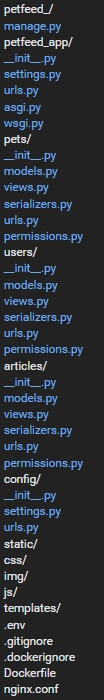 petfeed_/
manage.py
petfeed_app/
__init__.py
settings.py
urls.py
asgi.py
wsgi.py
pets/
__init__.py
models.py
views.py
serializers.py
urls.py
permissions.py
users/
__init__.py
models.py
views.py
serializers.py
urls.py
permissions.py
articles/
__init__.py
models.py
views.py
serializers.py
urls.py
permissions.py
config/
__init__.py
settings.py
urls.py
static/
css/
img/
js/
templates/
.env
.gitignore
.dockerignore
Dockerfile
nginx.conf